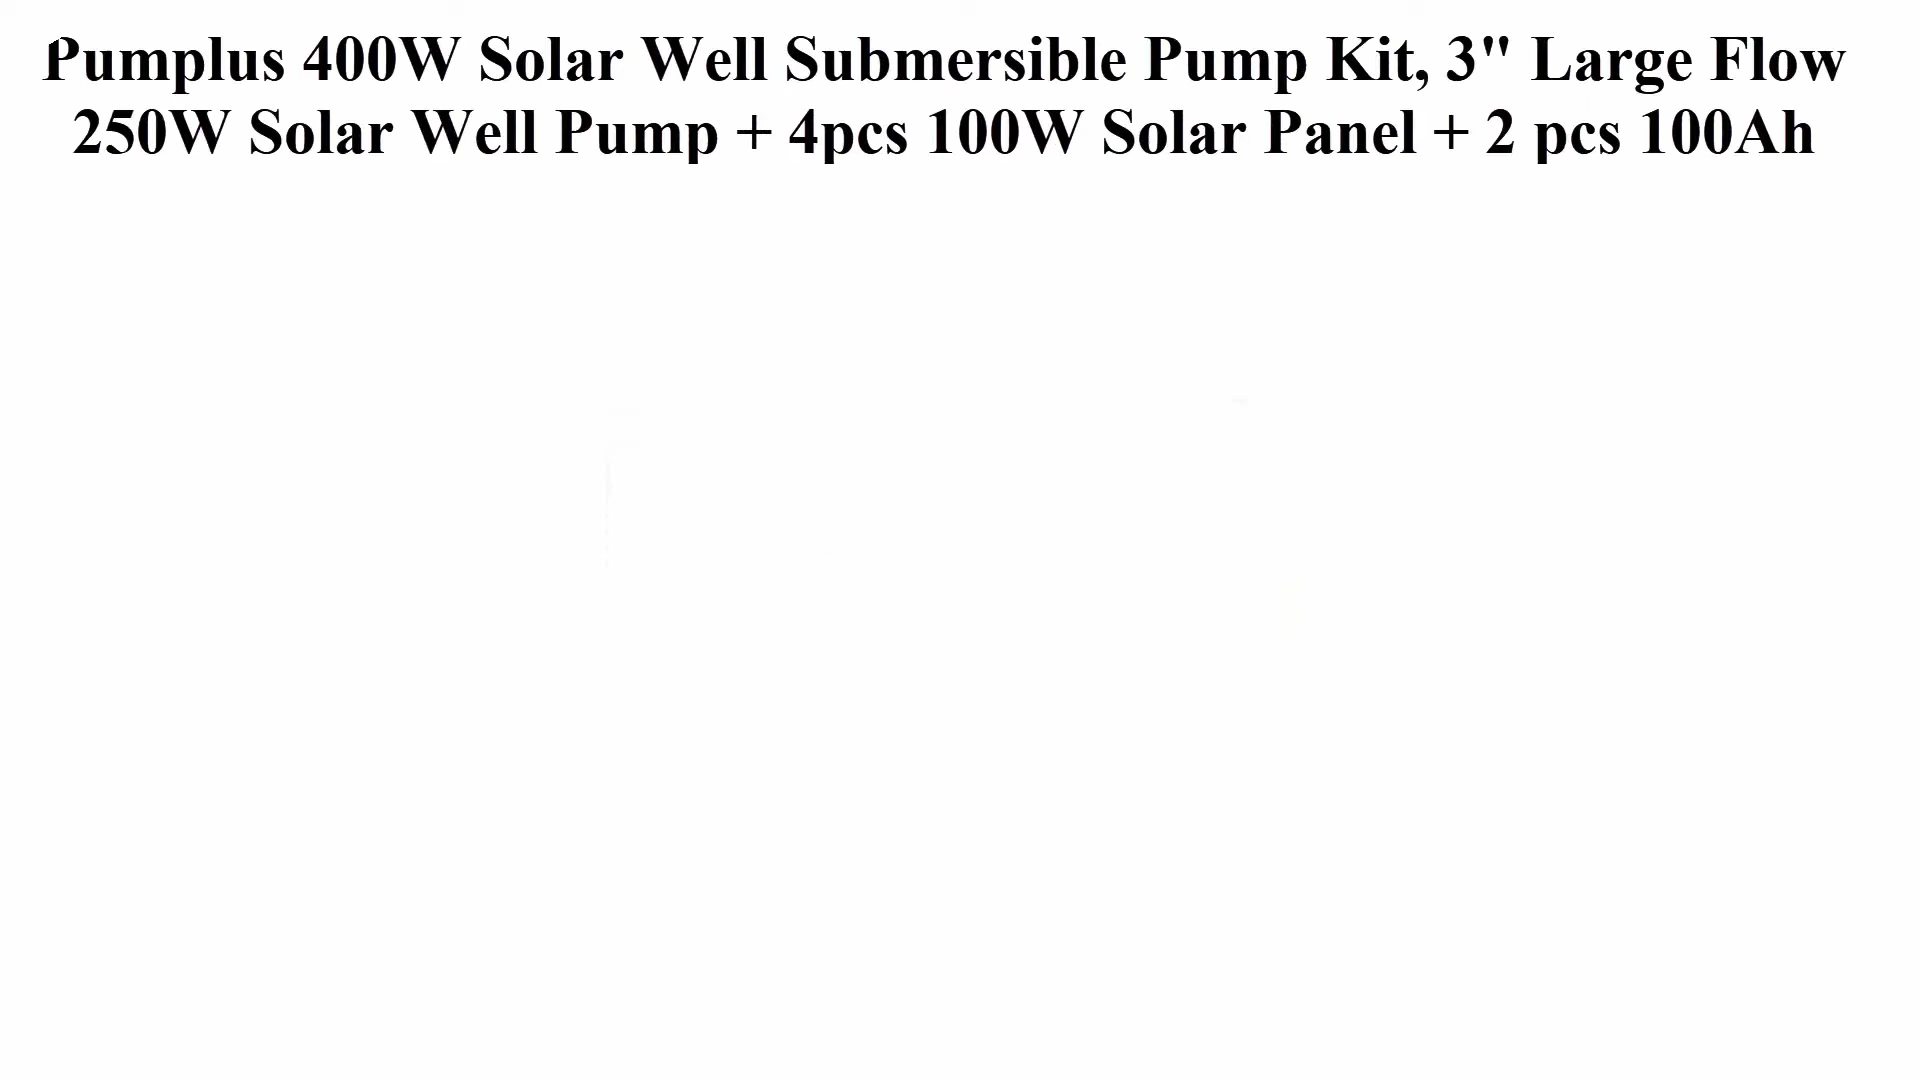 Pumplus 400W Solar Well Submersible Pump Kit, 3" Large Flow
250W Solar Well Pump + 4pcs 100W Solar Panel + 2 pcs 100Ah